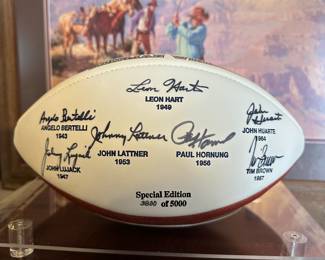 Leon Hart
LEON HART
1949
Angelo Bertelli
ANGELO BERTELLI
1943
Johnny Lattner
JOHN LATTNER
1953
Paul Hornung
PAUL HORNUNG
1956
John Huarte
JOHN HUARTE
1964
Johnny Lujack
JOHN LUJACK
1947
Tim Brown
TIM BROWN
1987
Special Edition
of 5000